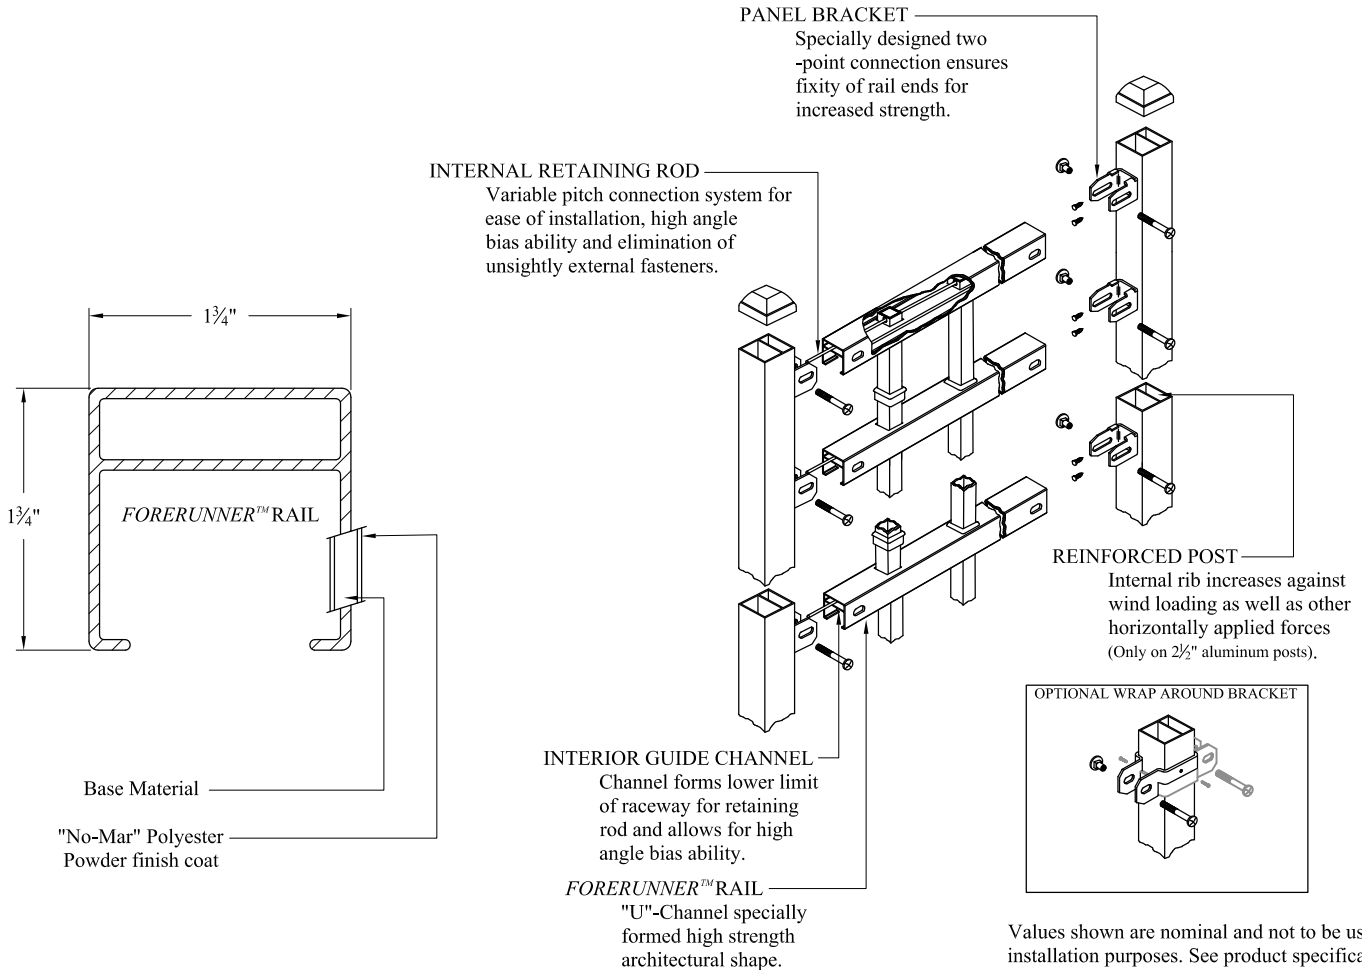 PANEL BRACKET
Specially designed two
-point connection ensures
fixity of rail ends for
increased strength.
INTERNAL RETAINING ROD
Variable pitch connection system for
ease of installation, high angle
bias ability and elimination of
unsightly external fasteners.
1¾"
1¾"
FORERUNNER™ RAIL
REINFORCED POST
Internal rib increases against
wind loading as well as other
horizontally applied forces
(Only on 2½" aluminum posts).
OPTIONAL WRAP AROUND BRACKET
INTERIOR GUIDE CHANNEL
Channel forms lower limit
of raceway for retaining
rod and allows for high
angle bias ability.
Base Material
"No-Mar" Polyester
Powder finish coat
FORERUNNER™ RAIL
"U"-Channel specially
formed high strength
architectural shape.
Values shown are nominal and not to be
installation purposes. See product